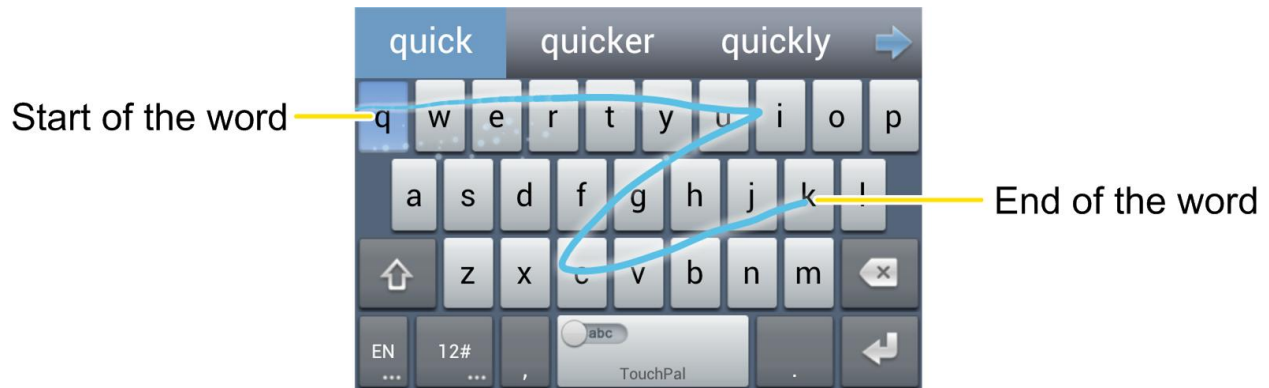 quick quicker quickly
Start of the word
q w e r t y u i o p
a s d f g h j k l
End of the word
z x c v b n m
EN 12# , abc .
... ... TouchPal